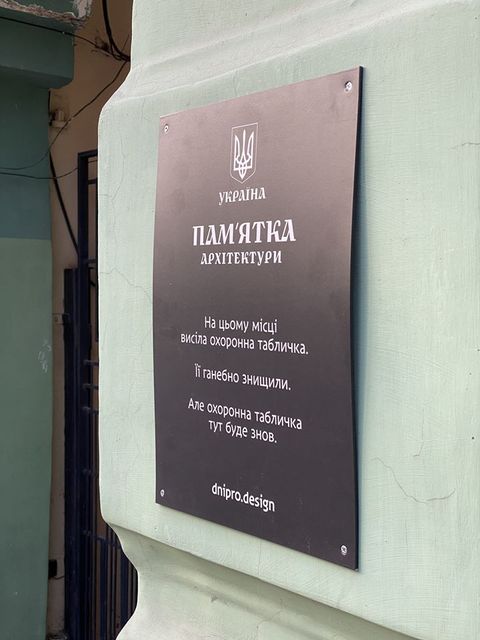 УКРАЇНА
ПАМ'ЯТКА
АРХІТЕКТУРИ
На цьому місці
висіла охоронна табличка.
Її ганебно знищили.
Але охоронна табличка
тут буде знов.
dnipro.design